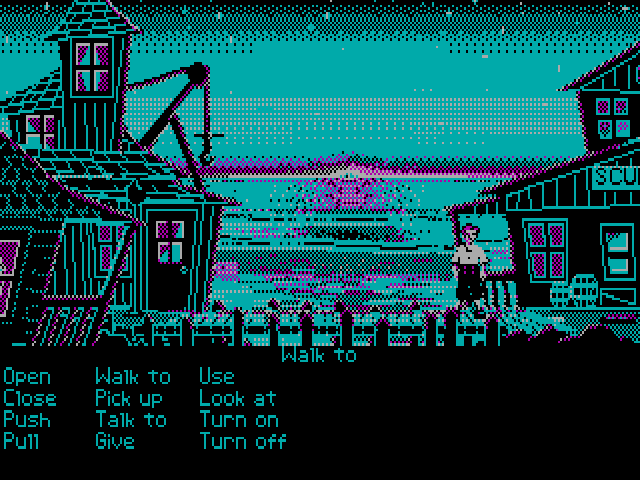 SCU
Walk to
Open Walk to Use
Close Pick up Look at
Push Talk to Turn on
Pull Give Turn off